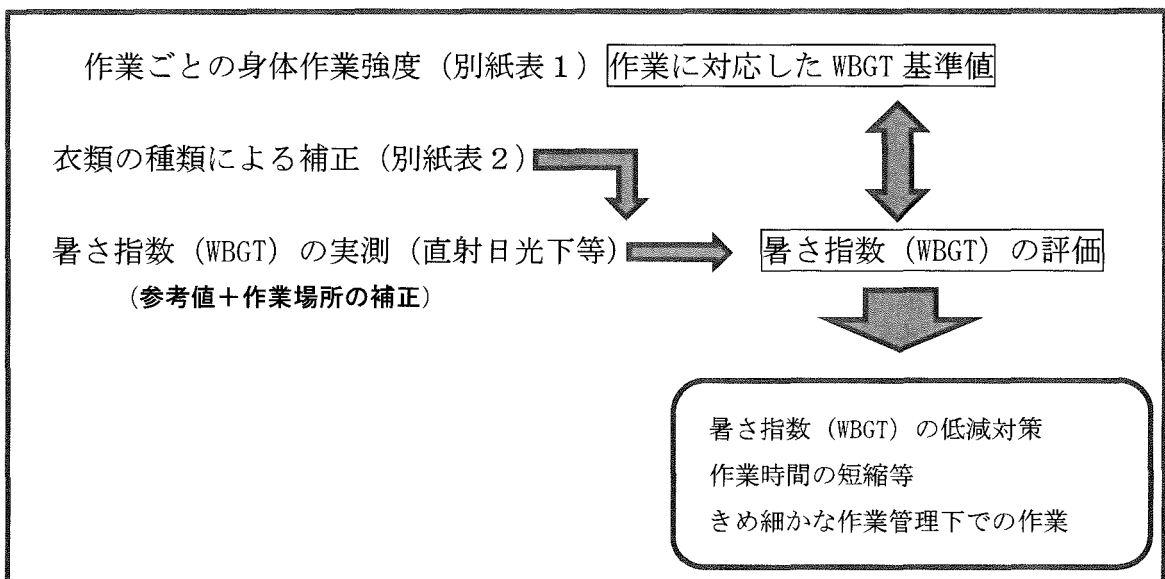 作業ごとの身体作業強度（別紙表１）作業に対応した WBGT 基準値
衣類の種類による補正（別紙表２）
暑さ指数（WBGT）の実測（直射日光下等）
暑さ指数（WBGT）の評価
（参考値＋作業場所の補正）
暑さ指数（WBGT）の低減対策
作業時間の短縮等
きめ細かな作業管理下での作業